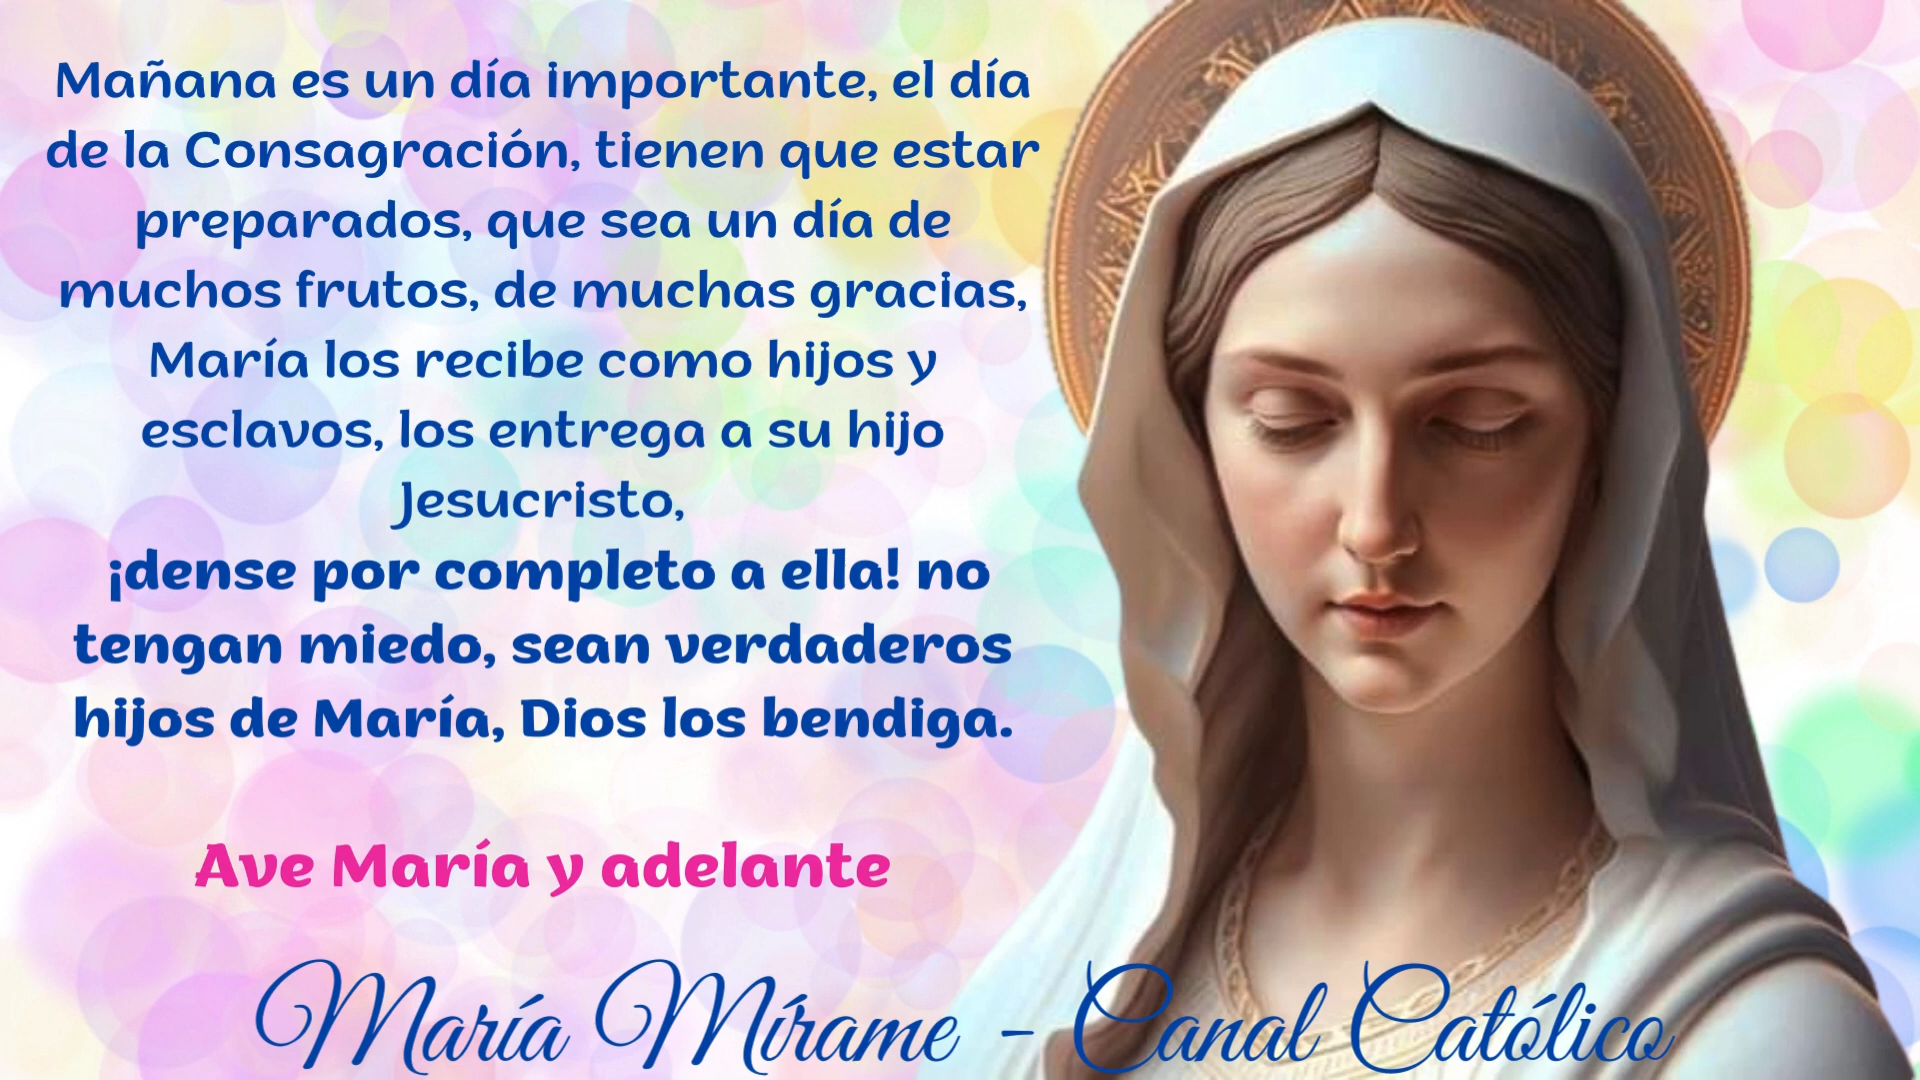 Mañana es un día importante, el día
de la Consagración, tienen que estar
preparados, que sea un día de
muchos frutos, de muchas gracias,
María los recibe como hijos y
esclavos, los entrega a su hijo
Jesucristo,
¡dense por completo a ella! no
tengan miedo, sean verdaderos
hijos de María, Dios los bendiga.
Ave María y adelante
María Mírame - Canal Católico